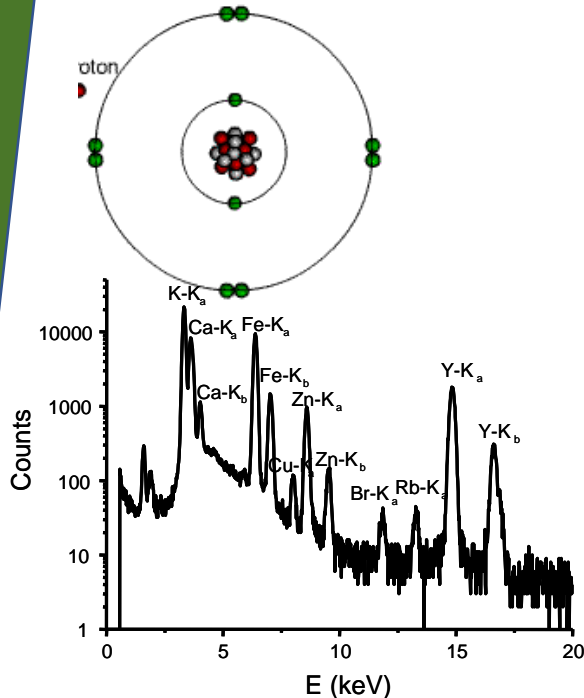 oton
K-Ka
Ca-Ka Fe-Ka
Ca-Kb
Fe-Kb
Zn-Ka
Cu-K
Zn-Kb
Br-Ka
Rb-Ka
Y-Ka
Y-Kb
Counts
10000
1000
100
10
1
0 5 10 15 20
E (keV)